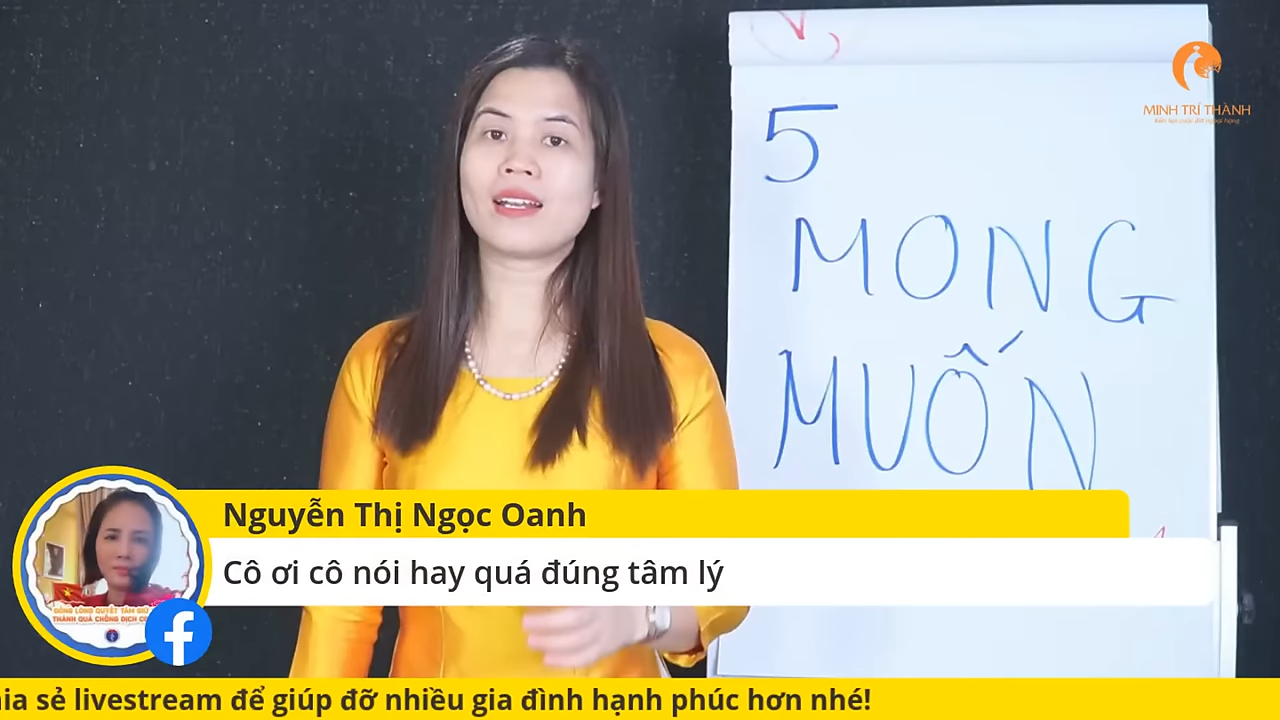 MINH TRÍ THÀNH
5
MONG
MUỐN
Nguyễn Thị Ngọc Oanh
Cô ơi cô nói hay quá đúng tâm lý
sẻ livestream để giúp đỡ nhiều gia đình hạnh phúc hơn nhé!